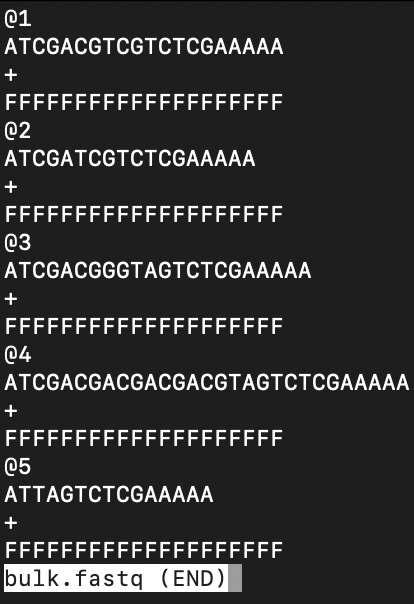 @1
ATCGACGTCGTCTCGAAAAA
+
FFFFFFFFFFFFFFFFFFFF
@2
ATCGATCGTCTCGAAAAA
+
FFFFFFFFFFFFFFFFFFFF
@3
ATCGACGGGTAGTCTCGAAAAA
+
FFFFFFFFFFFFFFFFFFFF
@4
ATCGACGACGACGACGTAGTCTCGAAAAA
+
FFFFFFFFFFFFFFFFFFFF
@5
ATTAGTCTCGAAAAA
+
FFFFFFFFFFFFFFFFFFFF
bulk.fastq (END)